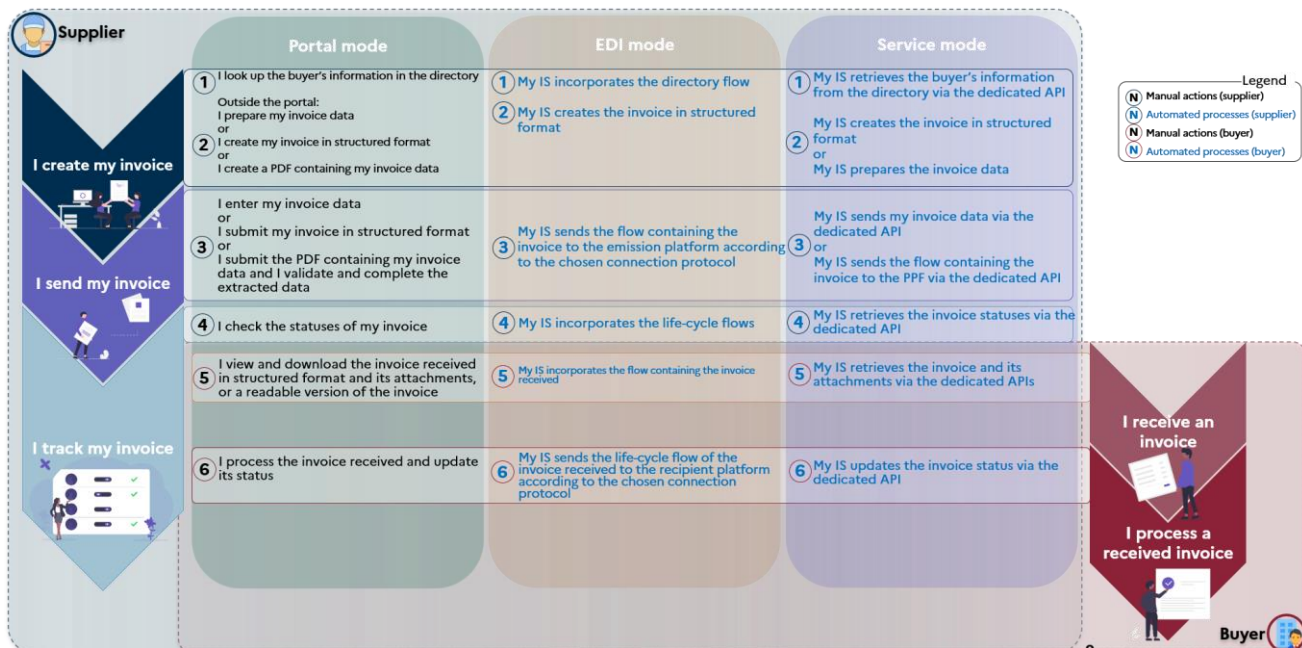 Supplier
Portal mode
EDI mode
Service mode
Legend
N Manual actions (supplier)
N Automated processes (supplier)
N Manual actions (buyer)
N Automated processes (buyer)
I create my invoice
1 I look up the buyer's information in the directory
Outside the portal:
I prepare my invoice data
or
2 I create my invoice in structured format
or
I create a PDF containing my invoice data
1 My IS incorporates the directory flow
2 My IS creates the invoice in structured
format
1 My IS retrieves the buyer's information
from the directory via the dedicated API
My IS creates the invoice in structured
2 format
or
My IS prepares the invoice data
I send my invoice
I enter my invoice data
or
I submit my invoice in structured format
3 or
I submit the PDF containing my invoice
data and I validate and complete the
extracted data
My IS sends the flow containing the
3 invoice to the emission platform according
to the chosen connection protocol
My IS sends my invoice data via the
dedicated API
3 or
My IS sends the flow containing the
invoice to the PPF via the dedicated API
4 I check the statuses of my invoice
4 My IS incorporates the life-cycle flows
4 My IS retrieves the invoice statuses via the
dedicated API
I track my invoice
I view and download the invoice received
5 in structured format and its attachments,
or a readable version of the invoice
5 My IS incorporates the flow containing the invoice
received
5 My IS retrieves the invoice and its
attachments via the dedicated APIs
I receive an
invoice
6 I process the invoice received and update
its status
My IS sends the life-cycle flow of the
6 invoice received to the recipient platform
according to the chosen connection
protocol
6 My IS updates the invoice status via the
dedicated API
I process a
received invoice
Buyer